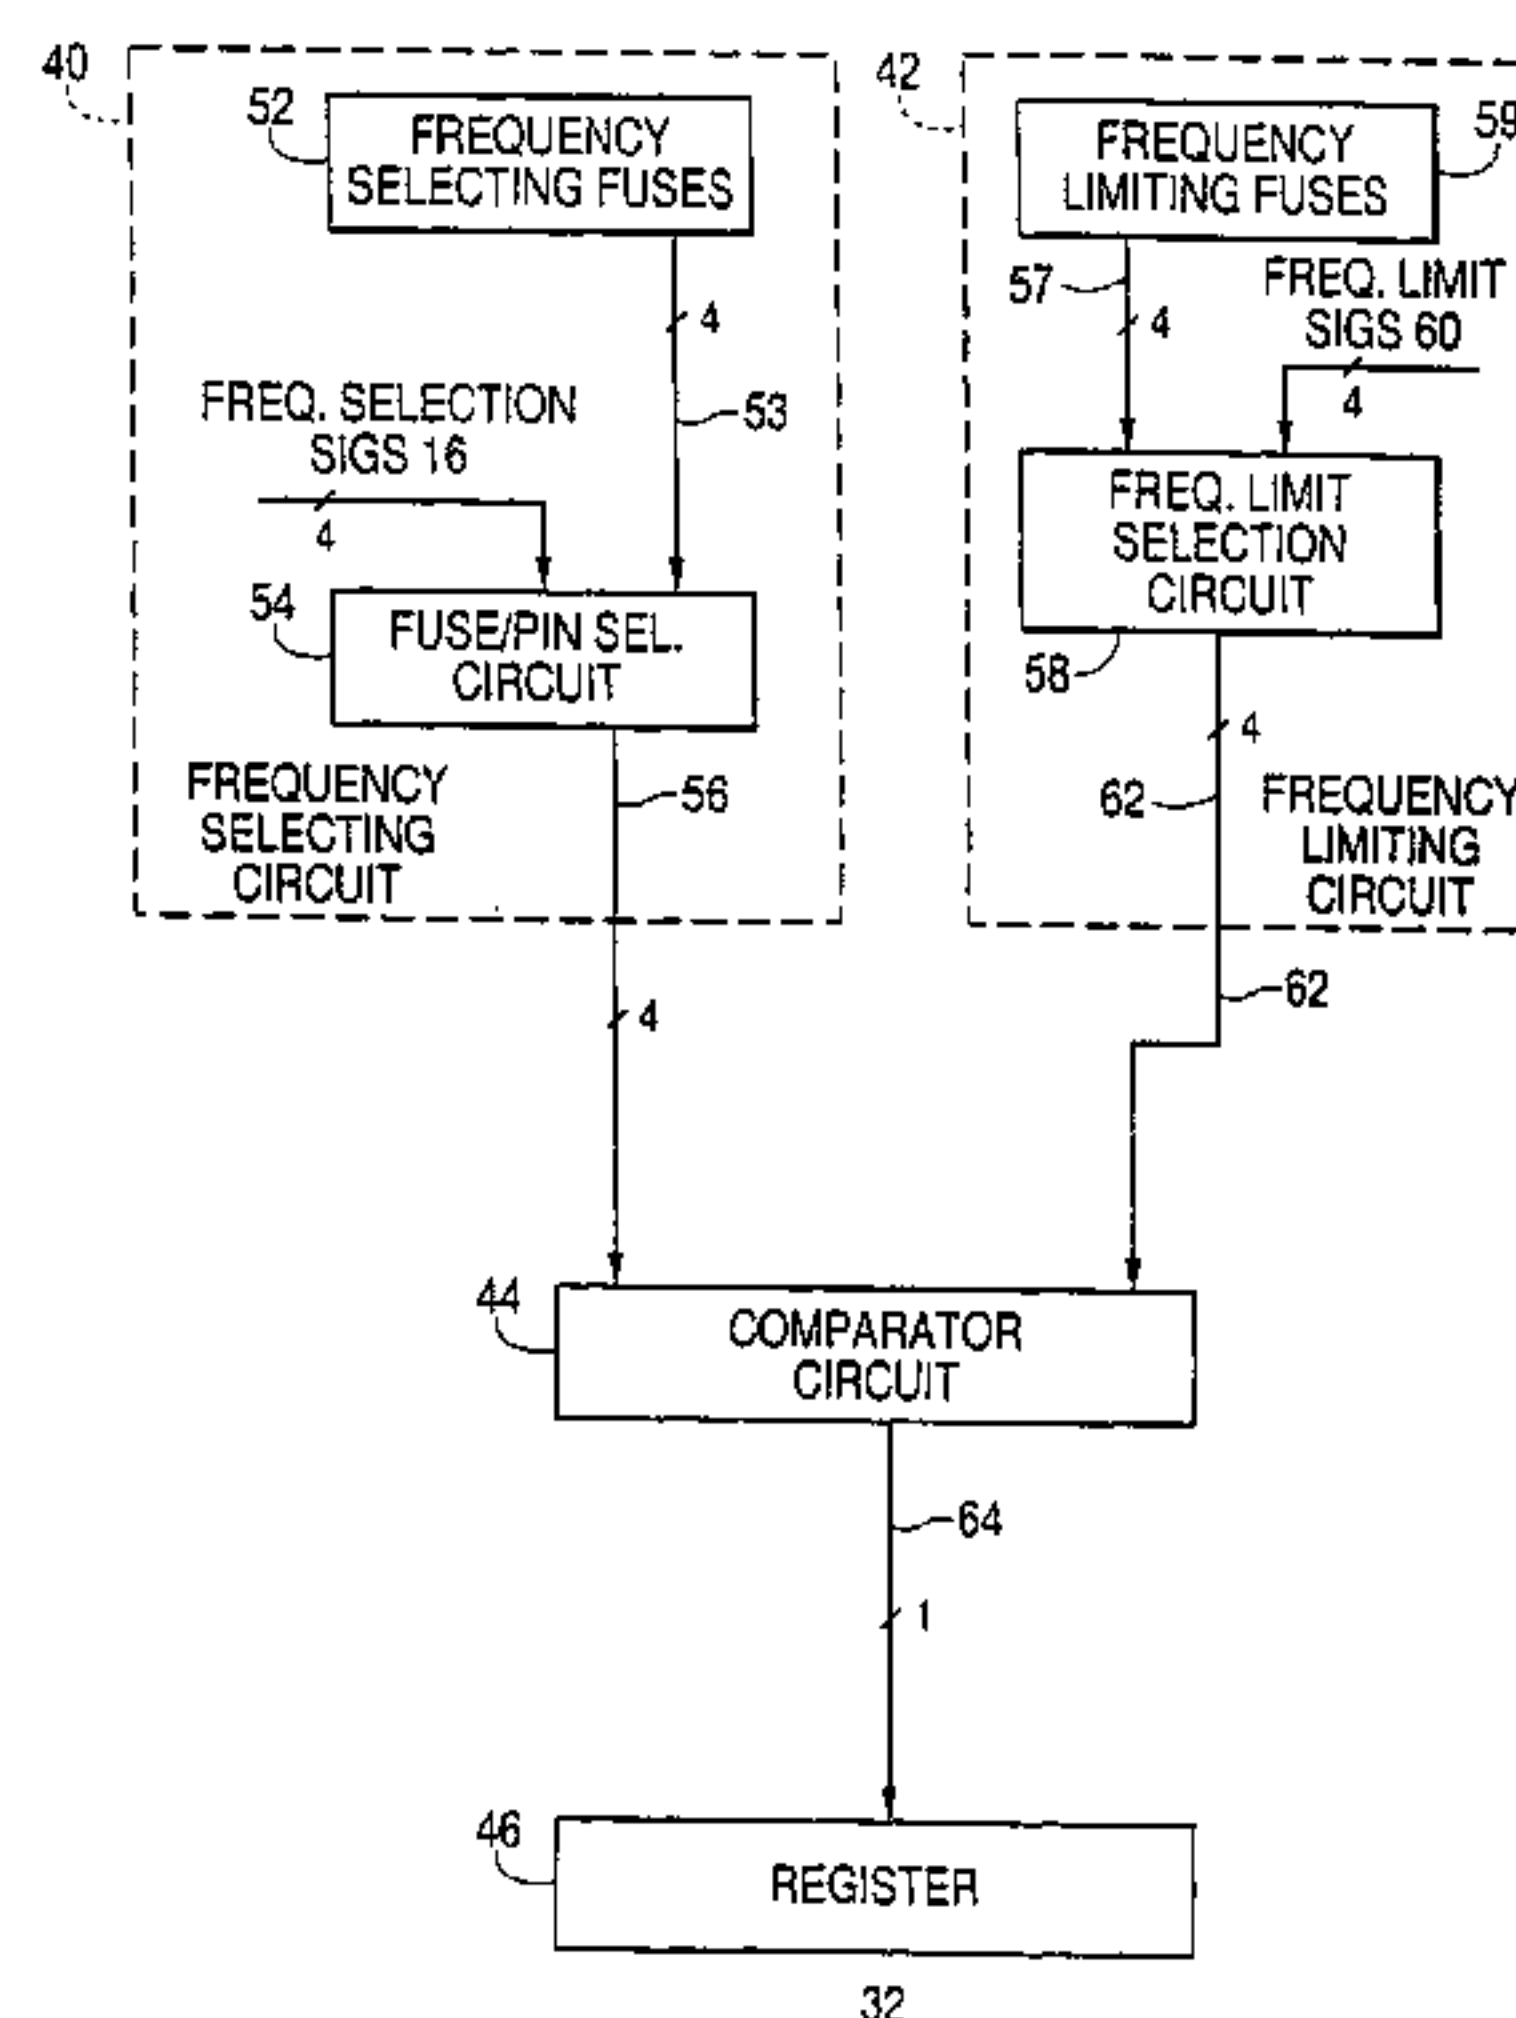 40
52
FREQUENCY
SELECTING FUSES
4
53
FREQ. SELECTION
SIGS 16
4
54
FUSE/PIN SEL.
CIRCUIT
56
FREQUENCY
SELECTING
CIRCUIT
4
42
FREQUENCY
LIMITING FUSES
59
57
4
FREQ. LIMIT
SIGS 60
4
FREQ. LIMIT
SELECTION
CIRCUIT
58
4
62
FREQUENCY
LIMITING
CIRCUIT
62
44
COMPARATOR
CIRCUIT
64
1
46
REGISTER
32